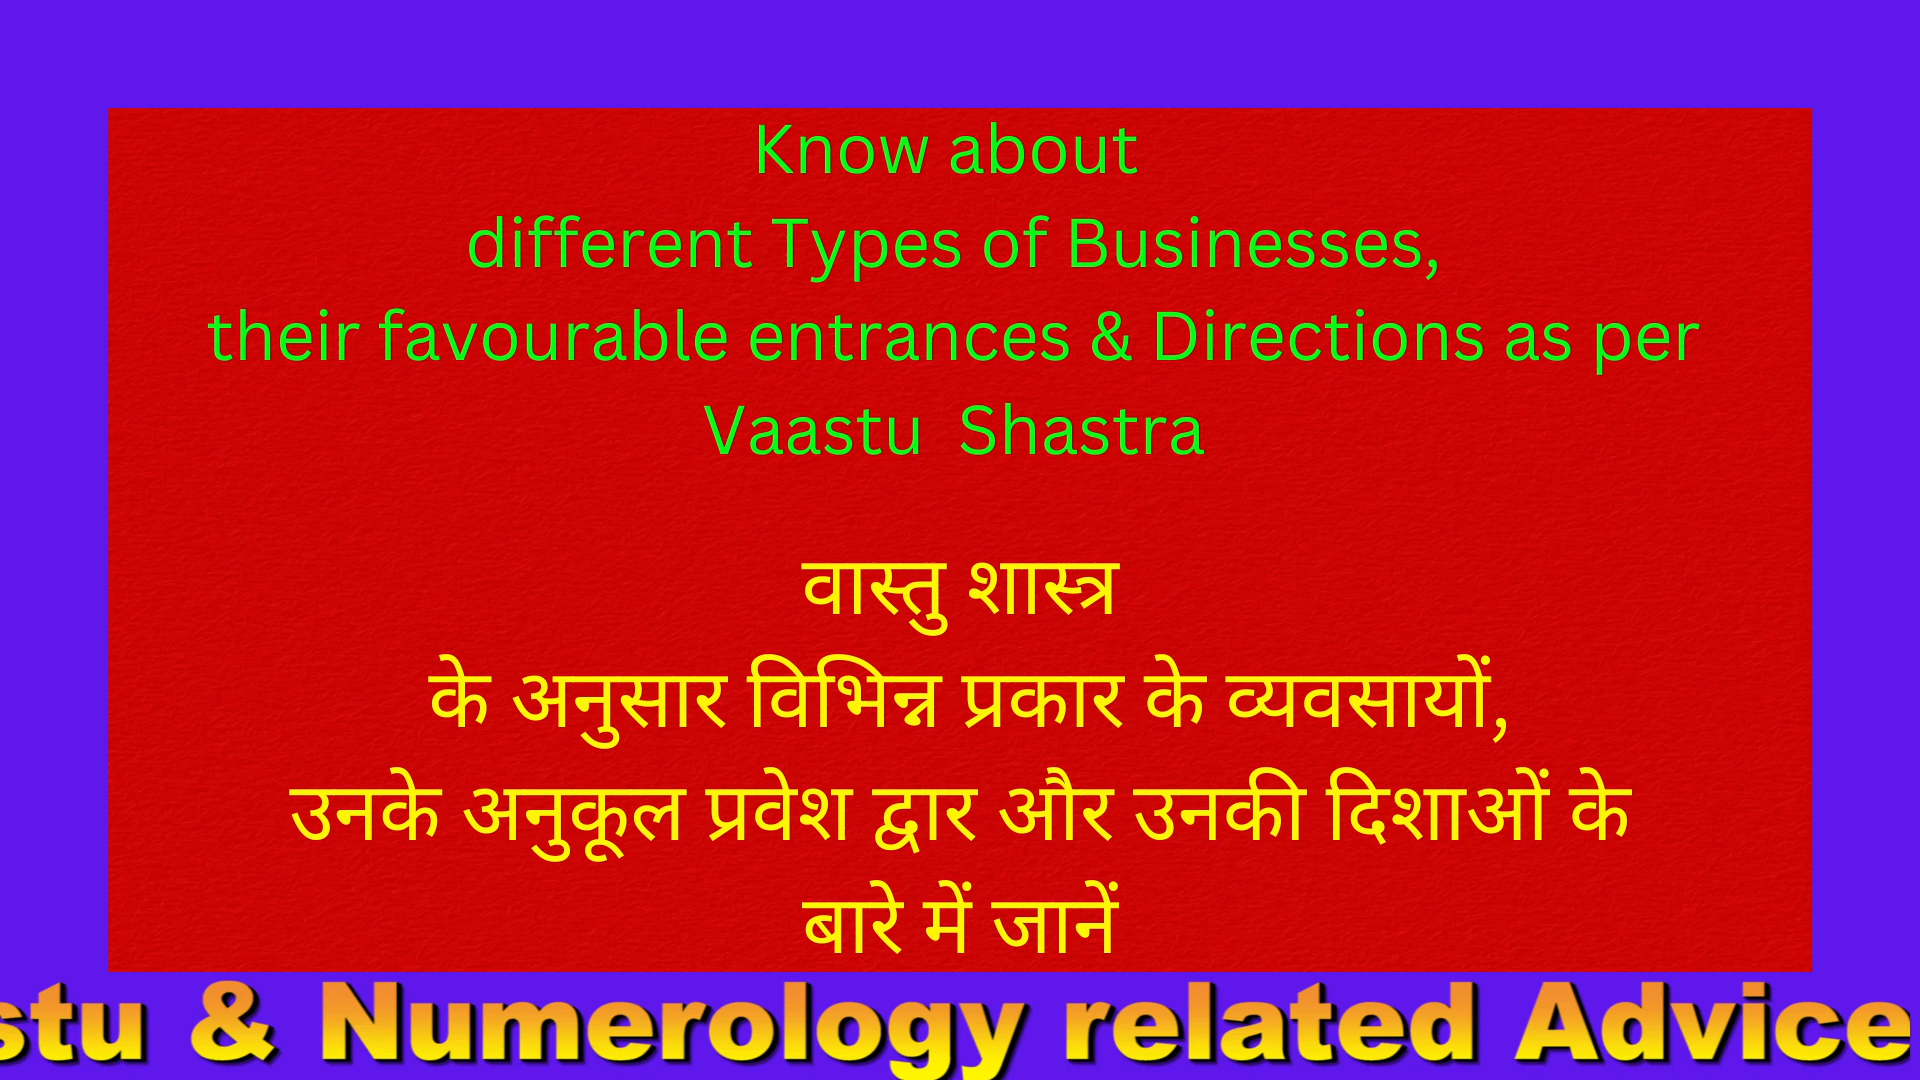 Know about
different Types of Businesses,
their favourable entrances & Directions as per
Vaastu Shastra
वास्तु शास्त्र
के अनुसार विभिन्न प्रकार के व्यवसायों,
उनके अनुकूल प्रवेश द्वार और उनकी दिशाओं के
बारे में जानें
stu & Numerology related Advice